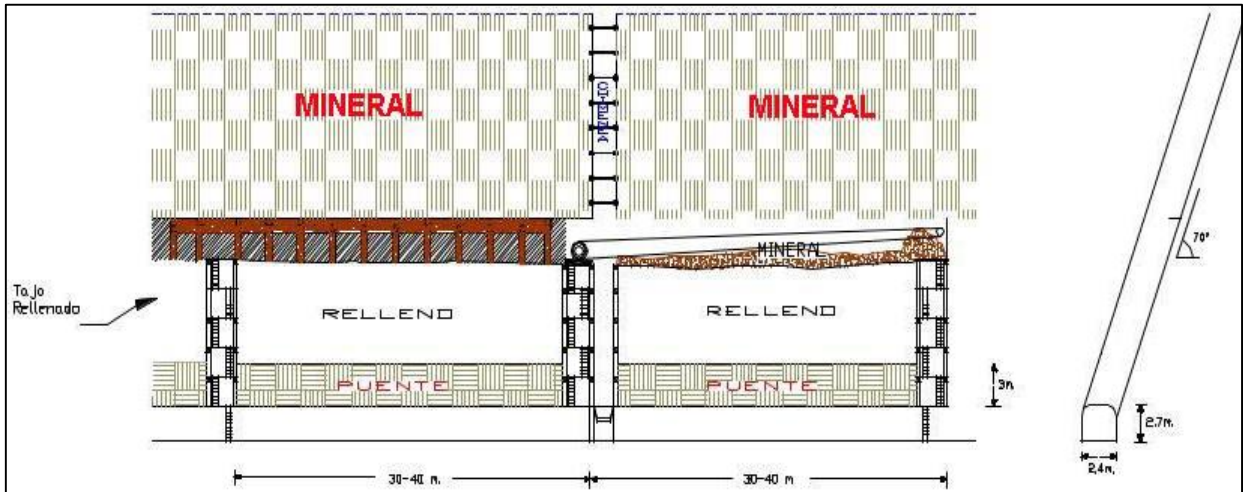 MINERAL
MINERAL
MINERAL
Tajo
Rellenado
RELLENO
RELLENO
PUENTE
PUENTE
3m
30-40 m.
30-40 m
70°
2.7m.
2,4m.